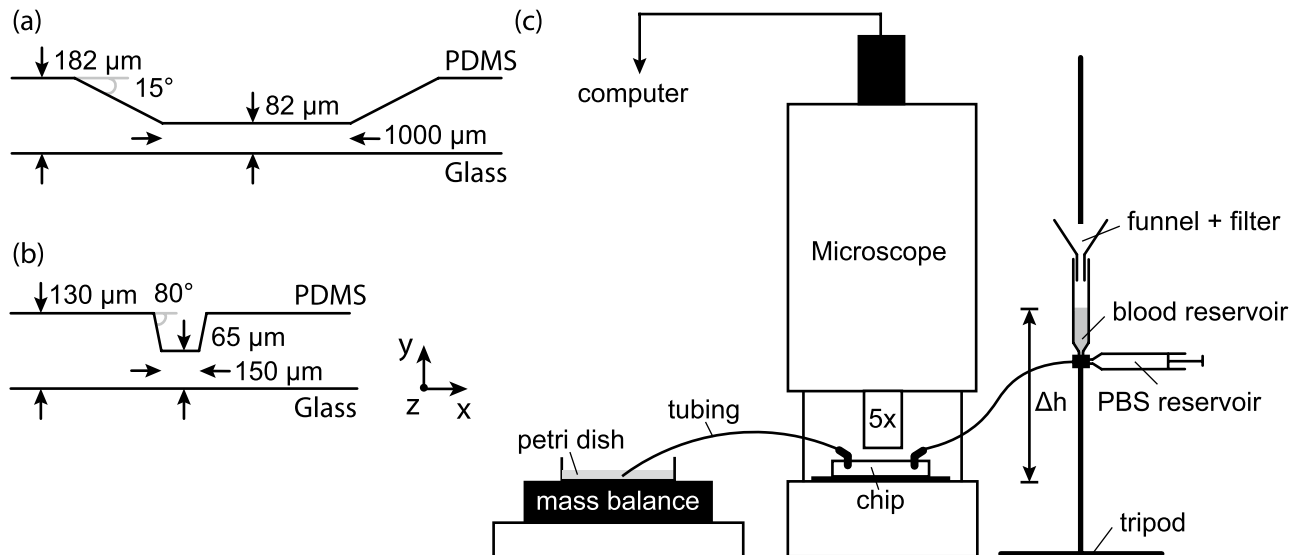 (a)
182 µm
PDMS
15°
82 µm
1000 µm
Glass
(b)
130 µm
80°
PDMS
65 µm
150 µm
Glass
y
z
x
(c)
computer
Microscope
5x
tubing
petri dish
mass balance
chip
funnel + filter
blood reservoir
Δh
PBS reservoir
tripod